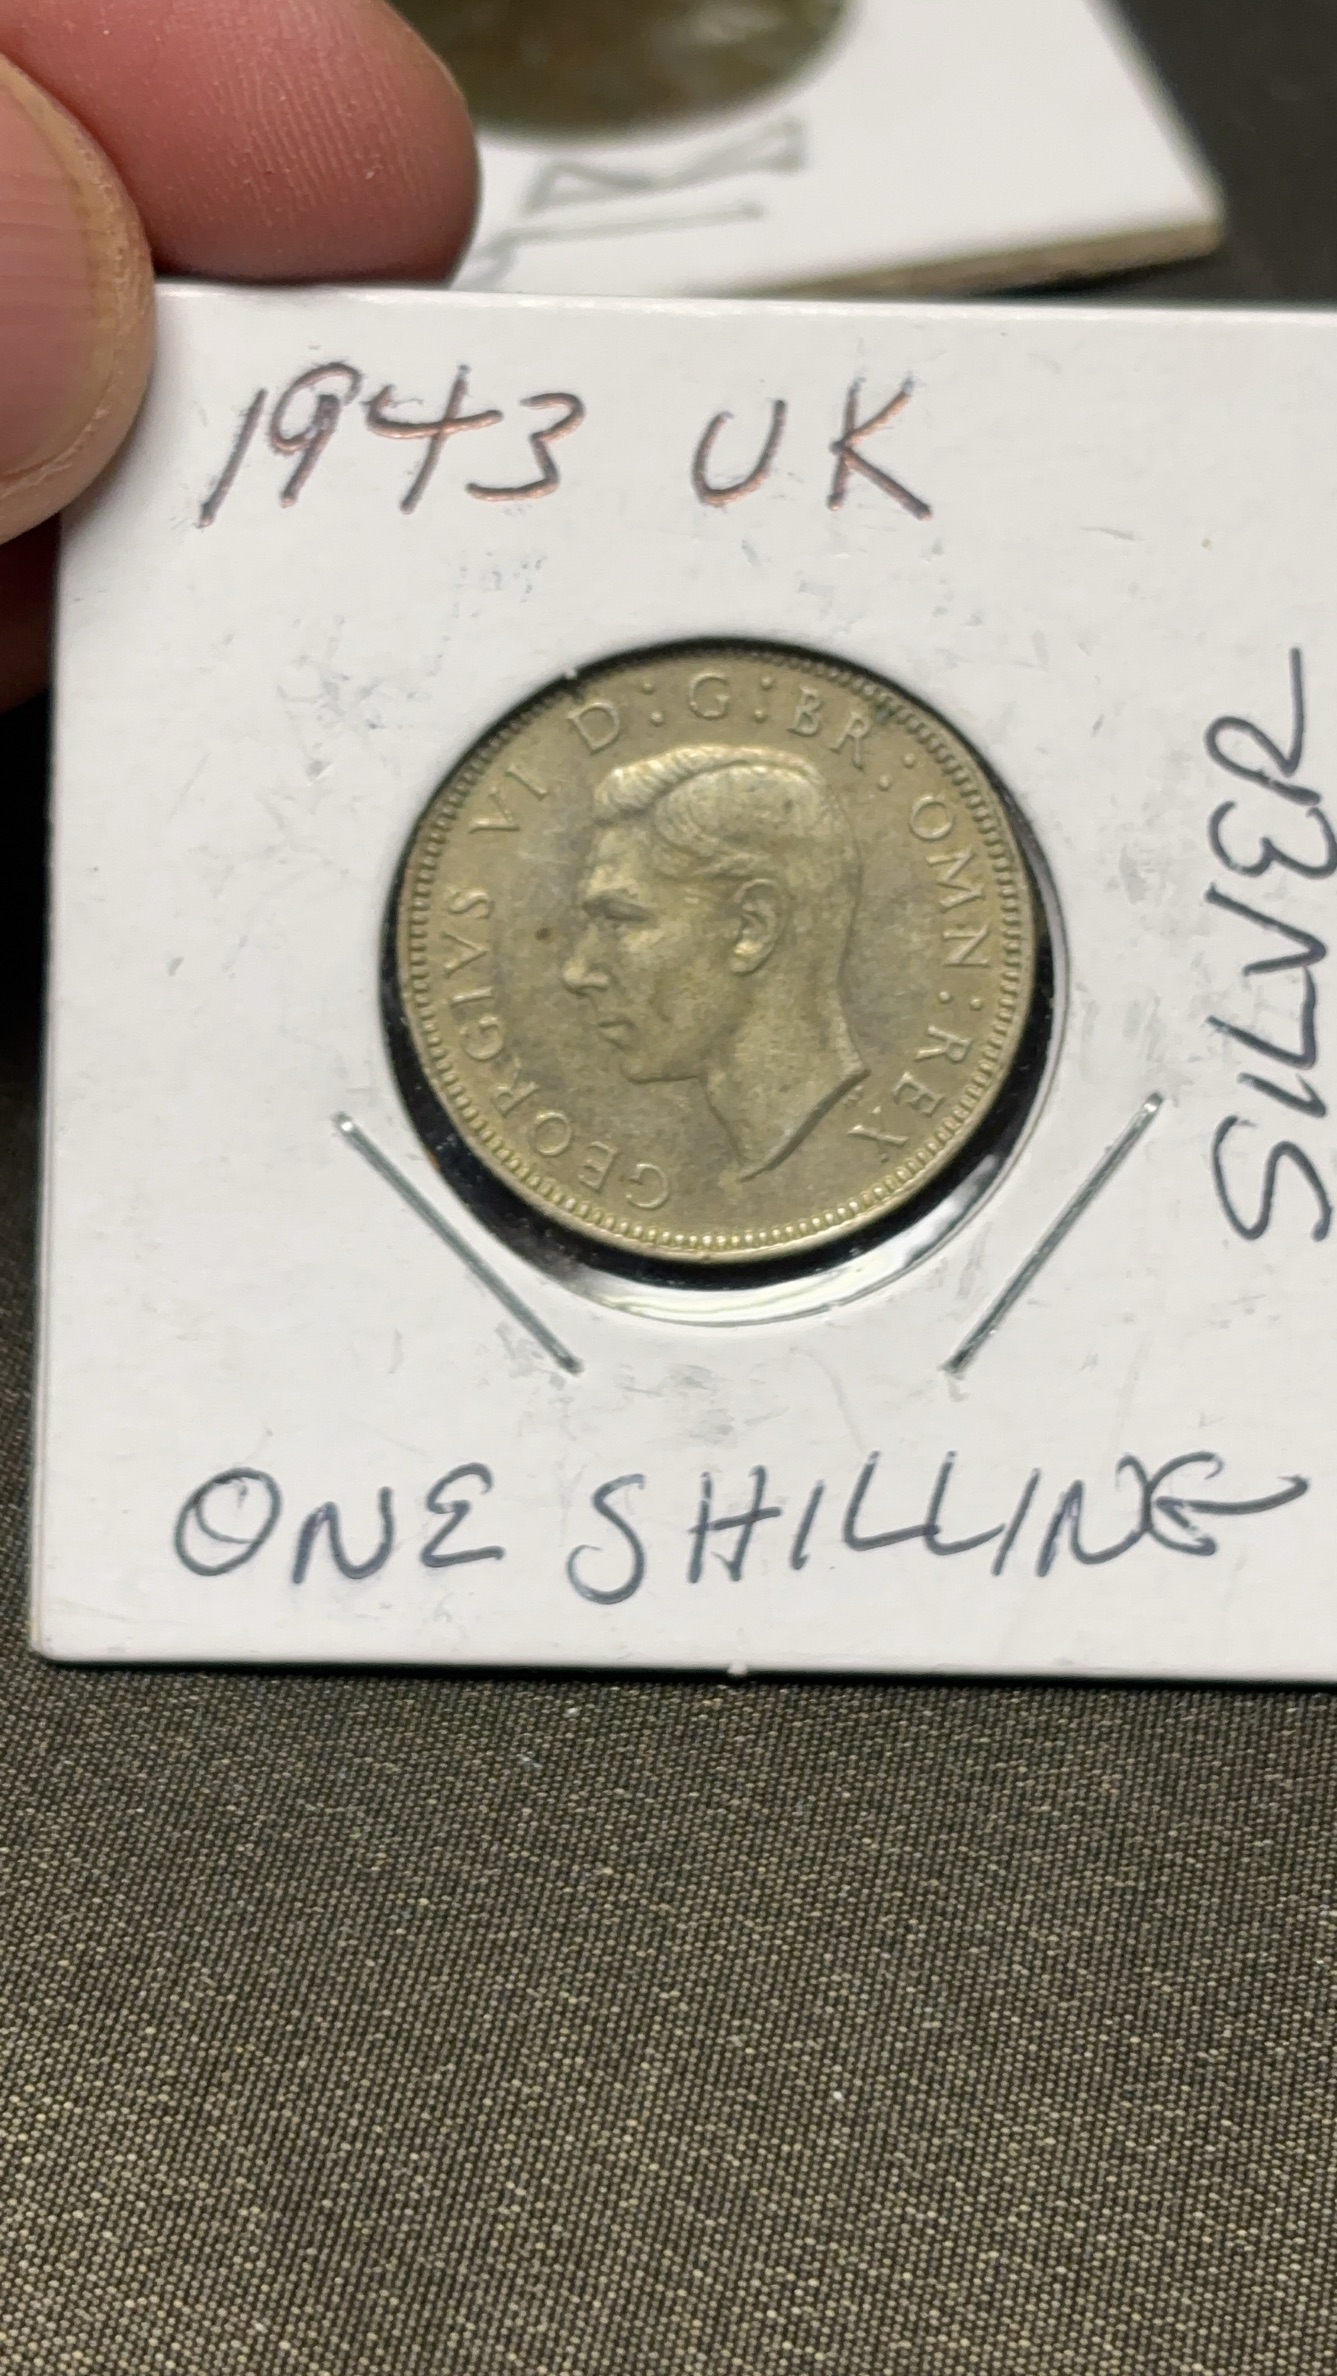 1943 UK
GEORGIVS VI D:G:BR:OMN:REX
SILVER
ONE SHILLING